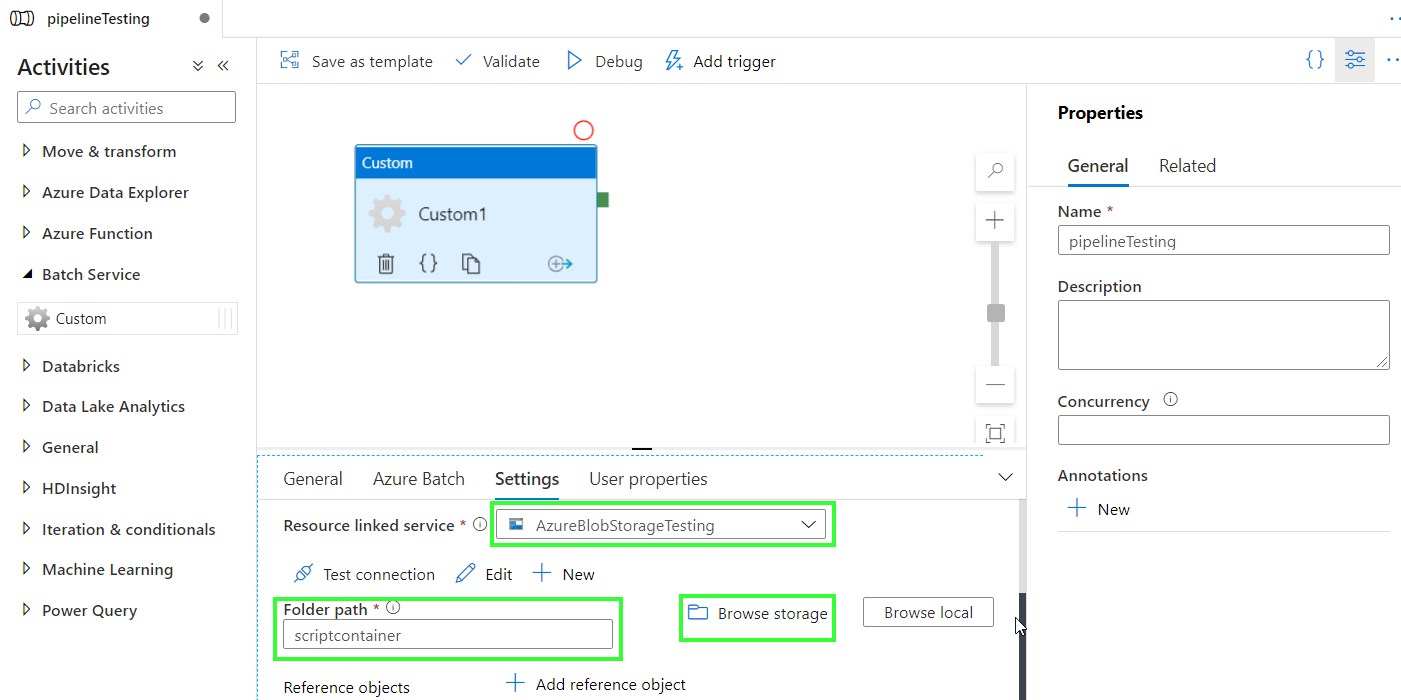 pipelineTesting
Activities
Search activities
Move & transform
Azure Data Explorer
Azure Function
Batch Service
Custom
Databricks
Data Lake Analytics
General
HDInsight
Iteration & conditionals
Machine Learning
Power Query
Save as template Validate Debug Add trigger
{}
Custom
Custom1
{}
General Azure Batch Settings User properties
Resource linked service * AzureBlobStorageTesting
Test connection Edit New
Folder path *
scriptcontainer
Browse storage Browse local
Reference objects Add reference object
Properties
General Related
Name *
pipelineTesting
Description
Concurrency
Annotations
New